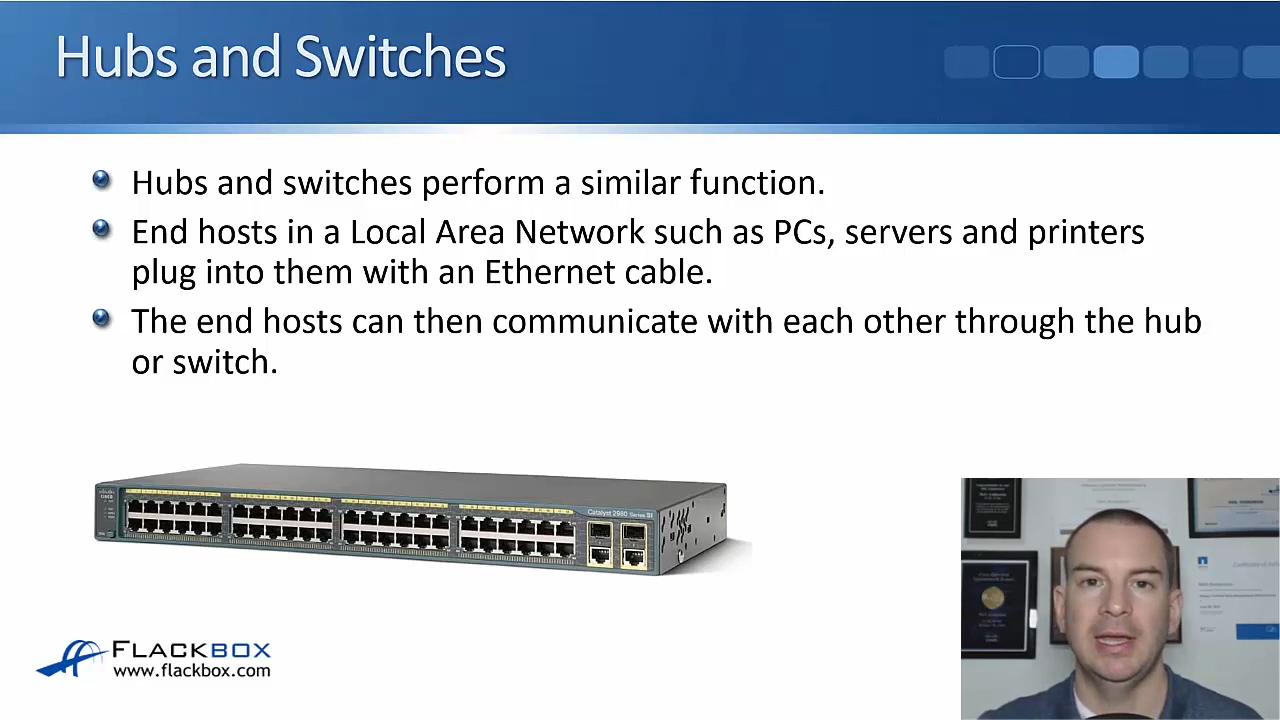 Hubs and Switches
Hubs and switches perform a similar function.
End hosts in a Local Area Network such as PCs, servers and printers
plug into them with an Ethernet cable.
The end hosts can then communicate with each other through the hub
or switch.
Catalyst 2960 Series SI
FLACKBOX
www.flackbox.com